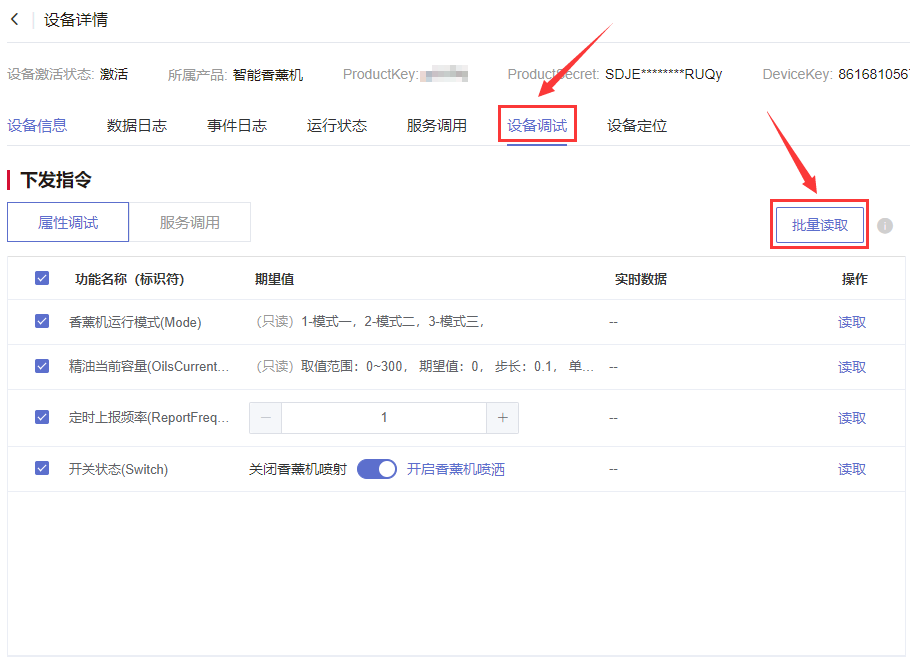 设备详情
设备激活状态: 激活 所属产品: 智能香薰机 ProductKey: ProductSecret: SDJE********RUQy DeviceKey: 861681056
设备信息 数据日志 事件日志 运行状态 服务调用 设备调试 设备定位
下发指令
属性调试 服务调用 批量读取
功能名称（标识符） 期望值 实时数据 操作
香薰机运行模式(Mode) （只读）1-模式一，2-模式二，3-模式三， -- 读取
精油当前容量(OilsCurrent... （只读）取值范围：0~300， 期望值：0， 步长：0.1， 单... -- 读取
定时上报频率(ReportFreq... － 1 + -- 读取
开关状态(Switch) 关闭香薰机喷射 开启香薰机喷洒 -- 读取